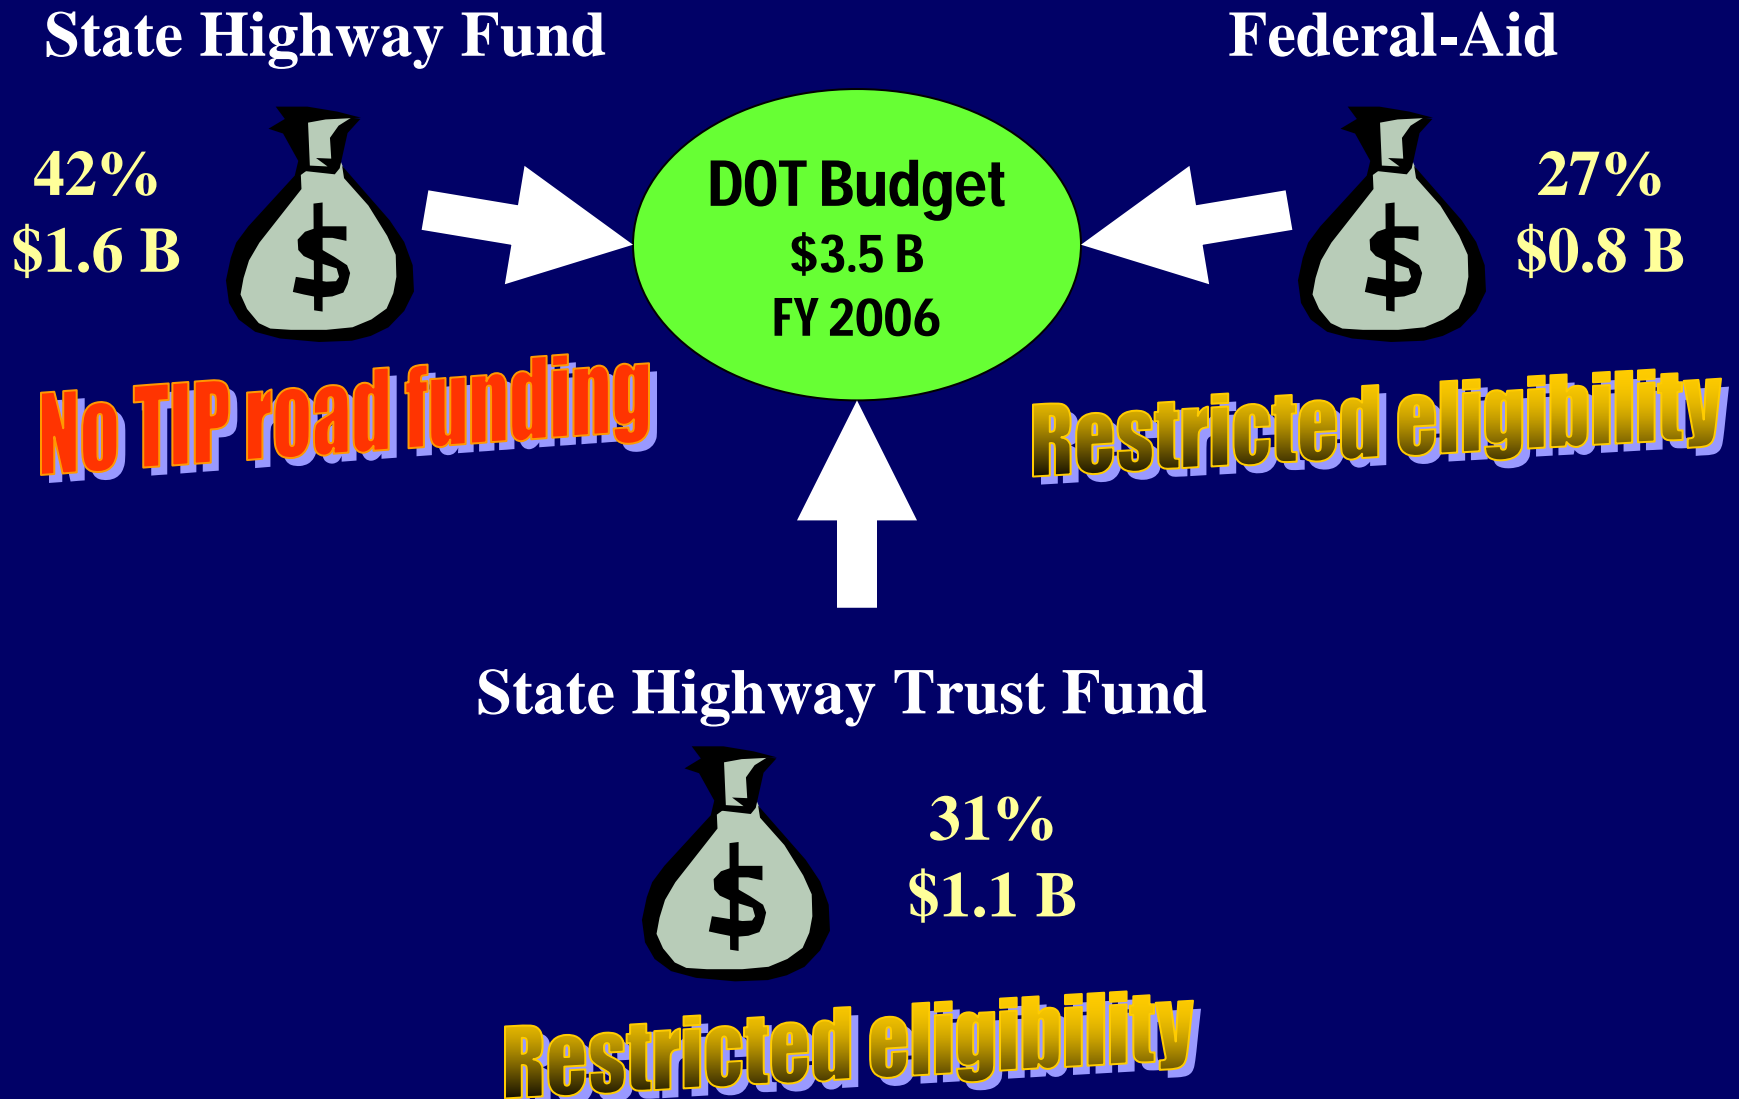 State Highway Fund
42%
$1.6 B
$
No TIP road funding
DOT Budget
$3.5 B
FY 2006
Federal-Aid
$
27%
$0.8 B
Restricted eligibility
State Highway Trust Fund
$
31%
$1.1 B
Restricted eligibility